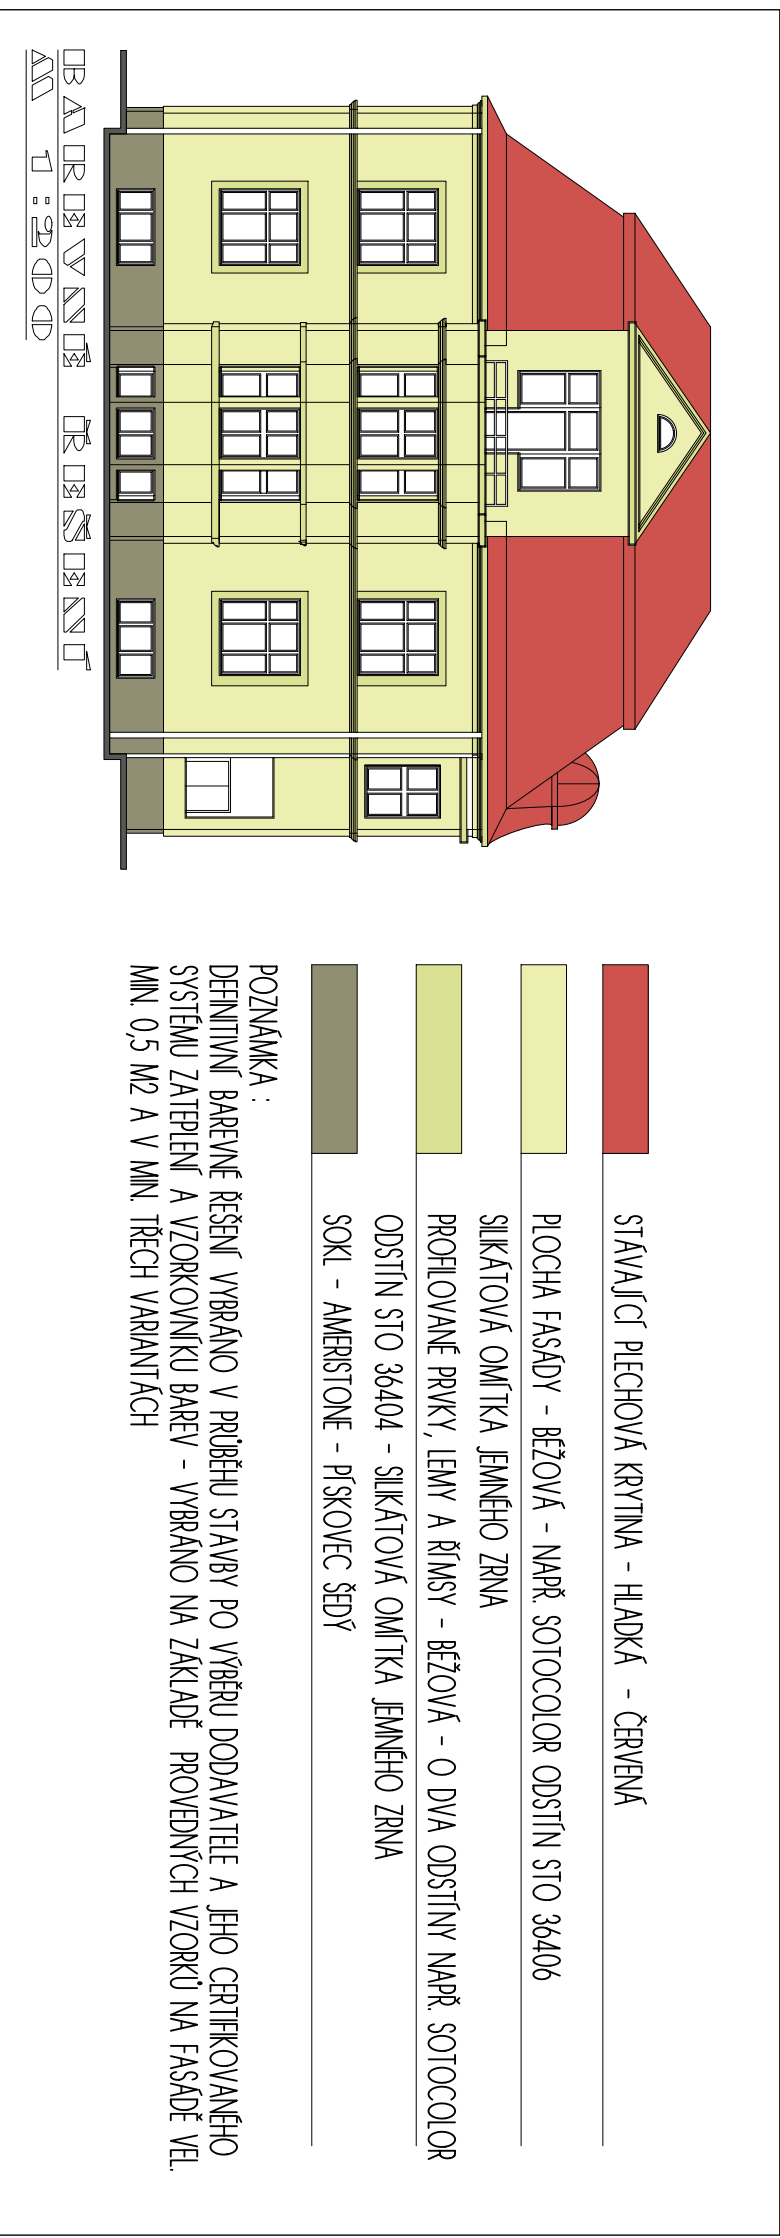 BAREVNÉ ŘEŠENÍ
M 1:200
STÁVAJÍCÍ PLECHOVÁ KRYTINA - HLADKÁ - ČERVENÁ
PLOCHA FASÁDY - BÉŽOVÁ - NAPŘ. SOTOCOLOR ODSTÍN STO 36406
SILIKÁTOVÁ OMÍTKA JEMNÉHO ZRNA
PROFILOVANÉ PRVKY, LEMY A ŘÍMSY - BÉŽOVÁ - O DVA ODSTÍNY NAPŘ. SOTOCOLOR
ODSTÍN STO 36404 - SILIKÁTOVÁ OMÍTKA JEMNÉHO ZRNA
SOKL - AMERISTONE - PÍSKOVEC ŠEDÝ
POZNÁMKA :
DEFINITIVNÍ BAREVNÉ ŘEŠENÍ VYBRÁNO V PRŮBĚHU STAVBY PO VÝBĚRU DODAVATELE A JEHO CERTIFIKOVANÉHO
SYSTÉMU ZATEPLENÍ A VZORKOVNÍKU BAREV - VYBRÁNO NA ZÁKLADĚ PROVEDNÝCH VZORKŮ NA FASÁDĚ VEL.
MIN. 0,5 M2 A V MIN. TŘECH VARIANTÁCH